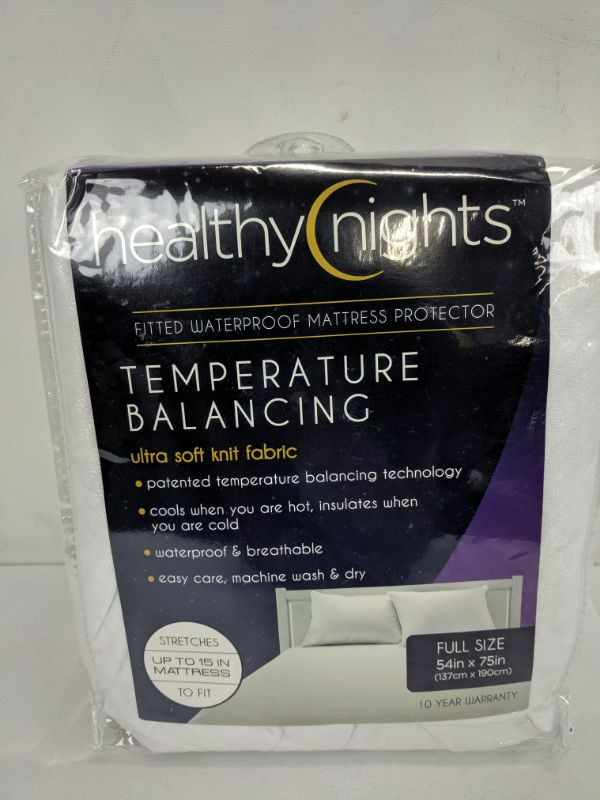 healthy nights™
FITTED WATERPROOF MATTRESS PROTECTOR
TEMPERATURE
BALANCING
ultra soft knit fabric
• patented temperature balancing technology
• cools when you are hot, insulates when
you are cold
• waterproof & breathable
• easy care, machine wash & dry
STRETCHES
UP TO 15 IN
MATTRESS
TO FIT
FULL SIZE
54in x 75in
(137cm x 190cm)
10 YEAR WARRANTY